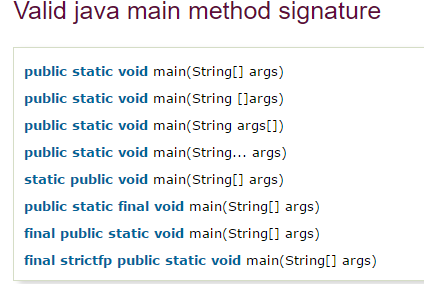 Valid java main method signature
public static void main(String[] args)
public static void main(String []args)
public static void main(String args[])
public static void main(String... args)
static public void main(String[] args)
public static final void main(String[] args)
final public static void main(String[] args)
final strictfp public static void main(String[] args)